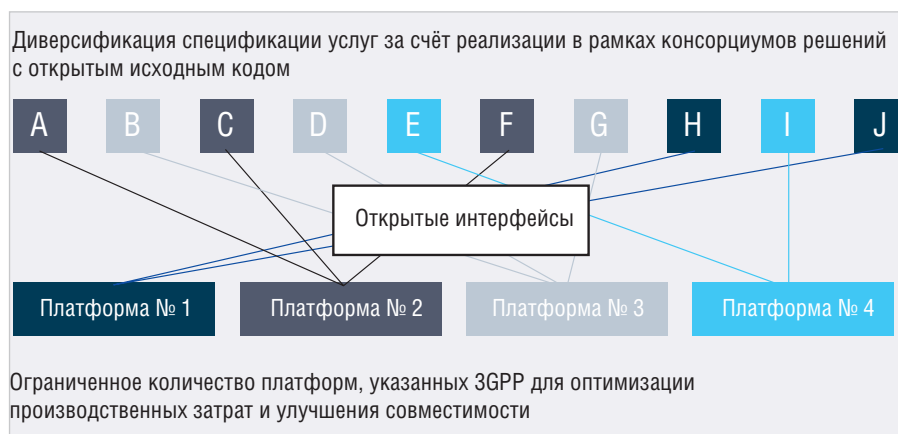 Диверсификация спецификации услуг за счёт реализации в рамках консорциумов решений
с открытым исходным кодом
A B C D E F G H I J
Открытые интерфейсы
Платформа № 1 Платформа № 2 Платформа № 3 Платформа № 4
Ограниченное количество платформ, указанных 3GPP для оптимизации
производственных затрат и улучшения совместимости